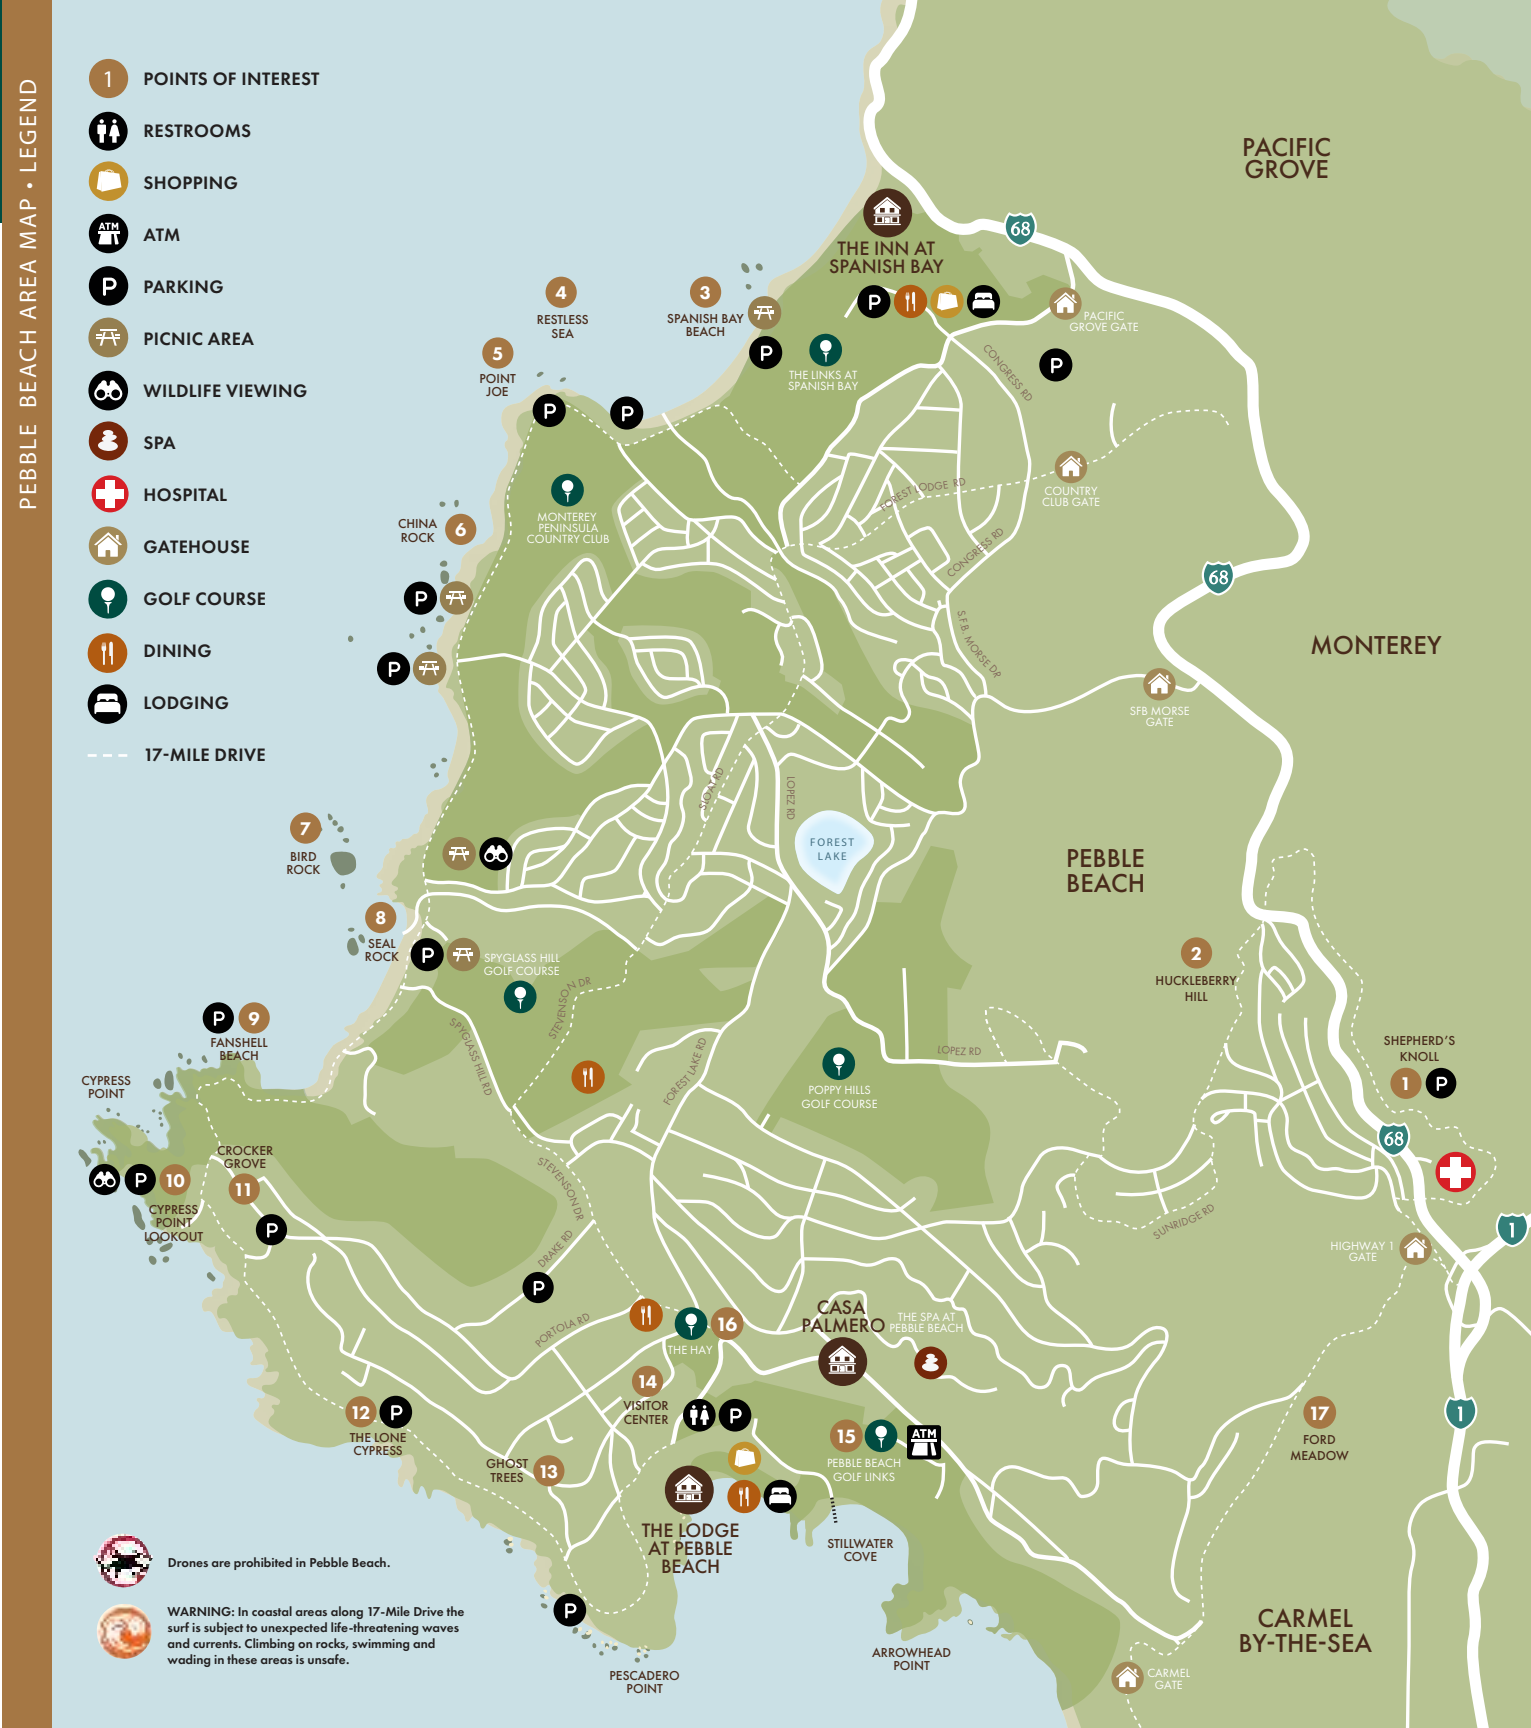 PEBBLE BEACH AREA MAP • LEGEND
1 POINTS OF INTEREST
RESTROOMS
SHOPPING
ATM ATM
P PARKING
PICNIC AREA
WILDLIFE VIEWING
SPA
HOSPITAL
GATEHOUSE
GOLF COURSE
DINING
LODGING
17-MILE DRIVE
PACIFIC
GROVE
68
THE INN AT
SPANISH BAY
P
PACIFIC
GROVE GATE
P
4
RESTLESS
SEA
3
SPANISH BAY
BEACH
P
THE LINKS AT
SPANISH BAY
5
POINT
JOE
P
P
CONGRESS RD
COUNTRY
CLUB GATE
FOREST LODGE RD
MONTEREY
PENINSULA
COUNTRY CLUB
CHINA
ROCK
6
CONGRESS RD
68
P
P
S.F.B. MORSE DR
MONTEREY
SFB MORSE
GATE
SLOAT RD
LOPEZ RD
7
BIRD
ROCK
FOREST
LAKE
PEBBLE
BEACH
8
SEAL
ROCK
P
SPYGLASS HILL
GOLF COURSE
STEVENSON DR
2
HUCKLEBERRY
HILL
P
9
FANSHELL
BEACH
SPYGLASS HILL RD
FOREST LAKE RD
LOPEZ RD
POPPY HILLS
GOLF COURSE
SHEPHERD'S
KNOLL
1
P
CYPRESS
POINT
68
CROCKER
GROVE
11
P
10
CYPRESS
POINT
LOOKOUT
P
STEVENSON DR
DRAKE RD
SUNRIDGE RD
HIGHWAY 1
GATE
1
P
PORTOLA RD
THE HAY
16
CASA
PALMERO
THE SPA AT
PEBBLE BEACH
14
VISITOR
CENTER
P
12
P
THE LONE
CYPRESS
15
ATM
PEBBLE BEACH
GOLF LINKS
17
FORD
MEADOW
1
GHOST
TREES
13
THE LODGE
AT PEBBLE
BEACH
STILLWATER
COVE
P
PESCADERO
POINT
ARROWHEAD
POINT
CARMEL
BY-THE-SEA
CARMEL
GATE
Drones are prohibited in Pebble Beach.
WARNING: In coastal areas along 17-Mile Drive the
surf is subject to unexpected life-threatening waves
and currents. Climbing on rocks, swimming and
wading in these areas is unsafe.